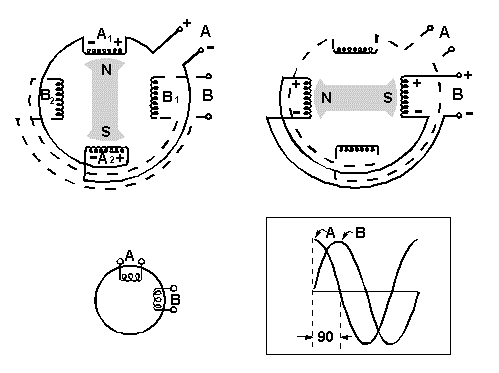 - A1 + + A
N -
B2 B1 B
S
- A2 +
A
+ + +
N S B
- - -
A
B
A B
90